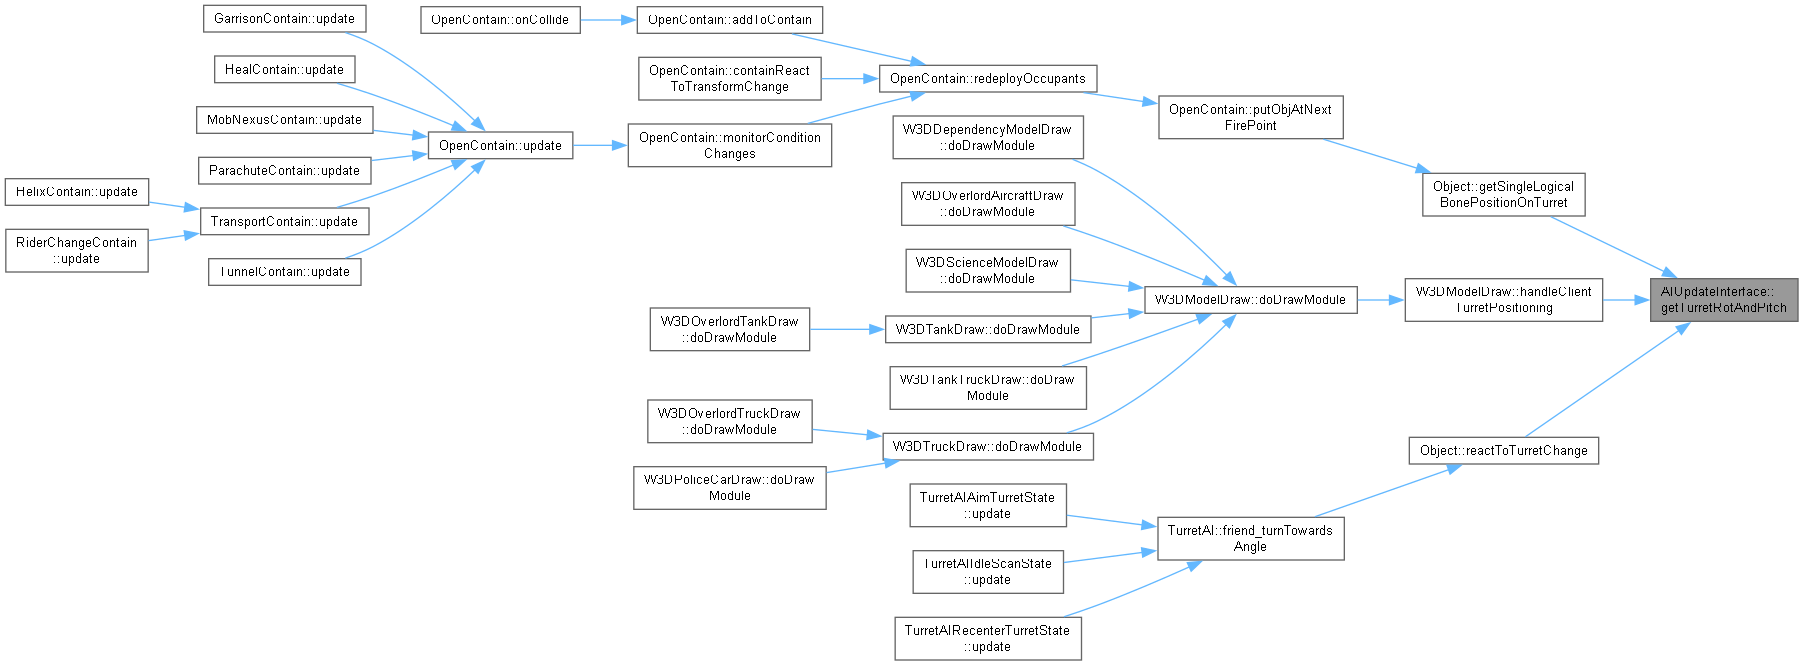 GarrisonContain::update
HealContain::update
MobNexusContain::update
ParachuteContain::update
HelixContain::update
RiderChangeContain
::update
TransportContain::update
TunnelContain::update
OpenContain::update
OpenContain::onCollide
OpenContain::addToContain
OpenContain::containReact
ToTransformChange
OpenContain::monitorCondition
Changes
OpenContain::redeployOccupants
OpenContain::putObjAtNext
FirePoint
Object::getSingleLogical
BonePositionOnTurret
W3DDependencyModelDraw
::doDrawModule
W3DOverlordAircraftDraw
::doDrawModule
W3DScienceModelDraw
::doDrawModule
W3DOverlordTankDraw
::doDrawModule
W3DTankDraw::doDrawModule
W3DTankTruckDraw::doDraw
Module
W3DOverlordTruckDraw
::doDrawModule
W3DPoliceCarDraw::doDraw
Module
W3DTruckDraw::doDrawModule
W3DModelDraw::doDrawModule
W3DModelDraw::handleClient
TurretPositioning
AIUpdateInterface::
getTurretRotAndPitch
Object::reactToTurretChange
TurretAI::friend_turnTowards
Angle
TurretAIAimTurretState
::update
TurretAIIdleScanState
::update
TurretAIRecenterTurretState
::update